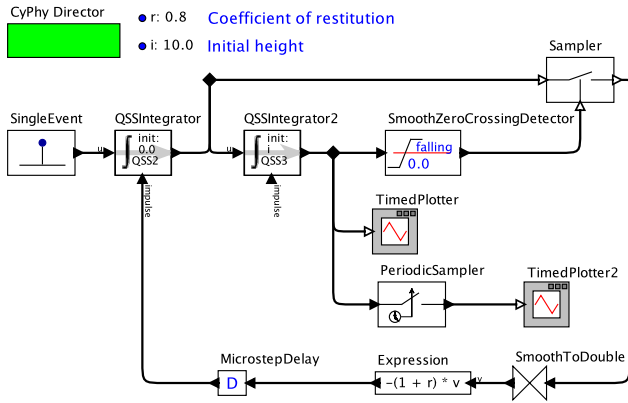 CyPhy Director
r: 0.8 Coefficient of restitution
i: 10.0 Initial height
Sampler
SingleEvent
QSSIntegrator
QSSIntegrator2
SmoothZeroCrossingDetector
u
init:
0.0
QSS2
impulse
u
init:
i
QSS3
impulse
falling
0.0
TimedPlotter
PeriodicSampler
TimedPlotter2
MicrostepDelay
D
Expression
-(1 + r) * v
v
SmoothToDouble